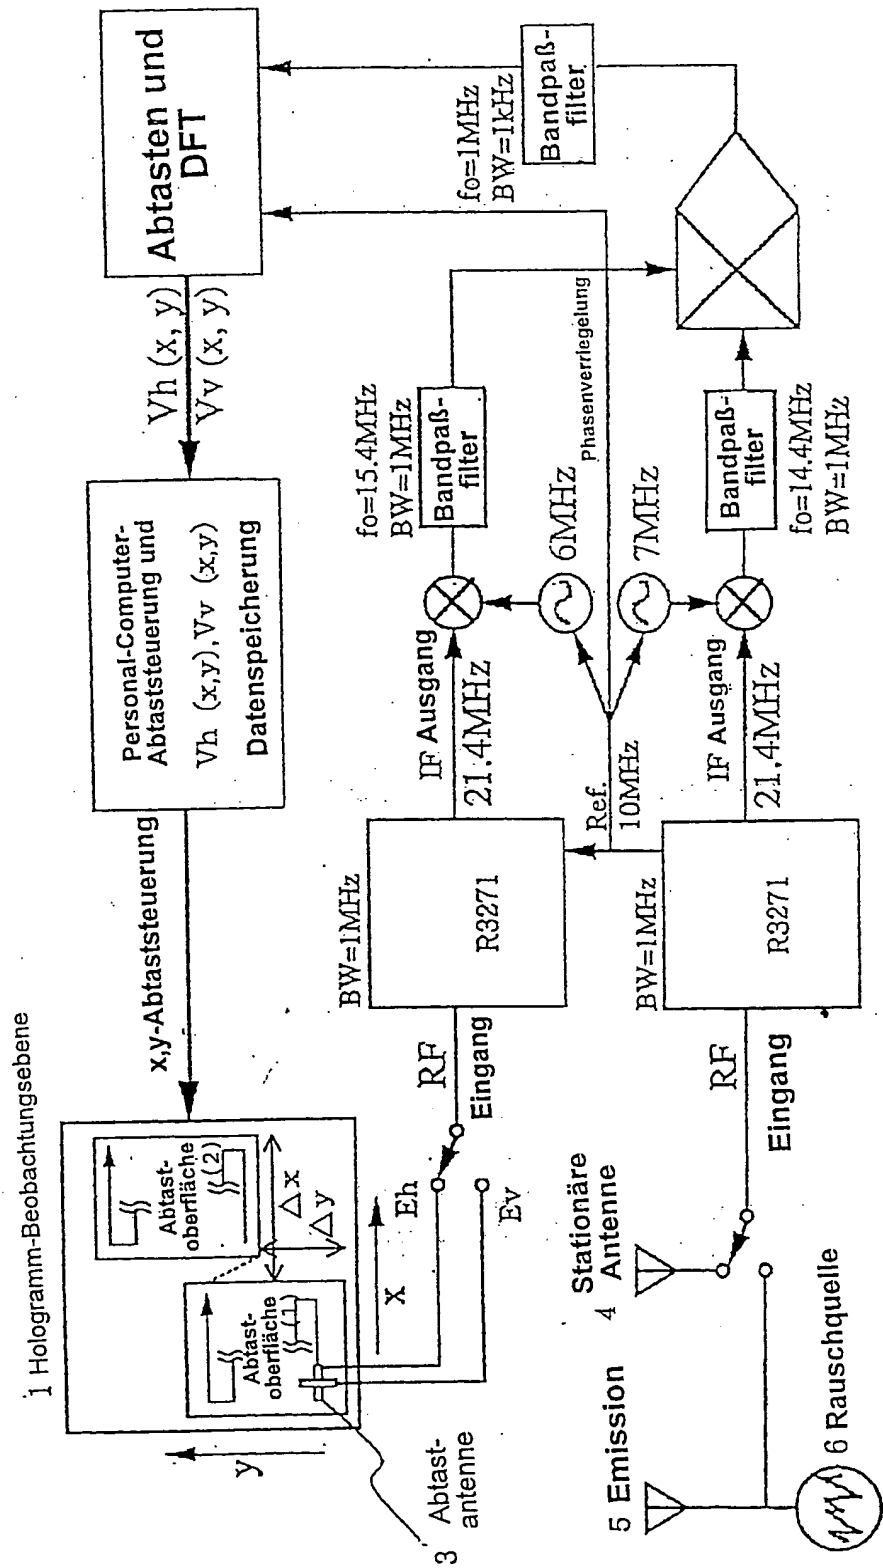 1 Hologramm-Beobachtungsebene
Abtast-
oberfläche
(1)
Abtast-
oberfläche
(2)
Δx
Δy
y
x
3 Abtast-
antenne
x,y-Abtaststeuerung
Personal-Computer-
Abtaststeuerung und
Vh (x,y), Vv (x,y)
Datenspeicherung
Vh (x, y)
Vv (x, y)
Abtasten und
DFT
Eh
Ev
RF
Eingang
BW=1MHz
R3271
IF Ausgang
21.4MHz
fo=15.4MHz
BW=1MHz
Bandpaß-
filter
6MHz
Phasenverriegelung
7MHz
Ref.
10MHz
fo=1MHz
BW=1kHz
Bandpaß-
filter
5 Emission
4 Stationäre
Antenne
6 Rauschquelle
RF
Eingang
BW=1MHz
R3271
IF Ausgang
21.4MHz
Bandpaß-
filter
fo=14.4MHz
BW=1MHz